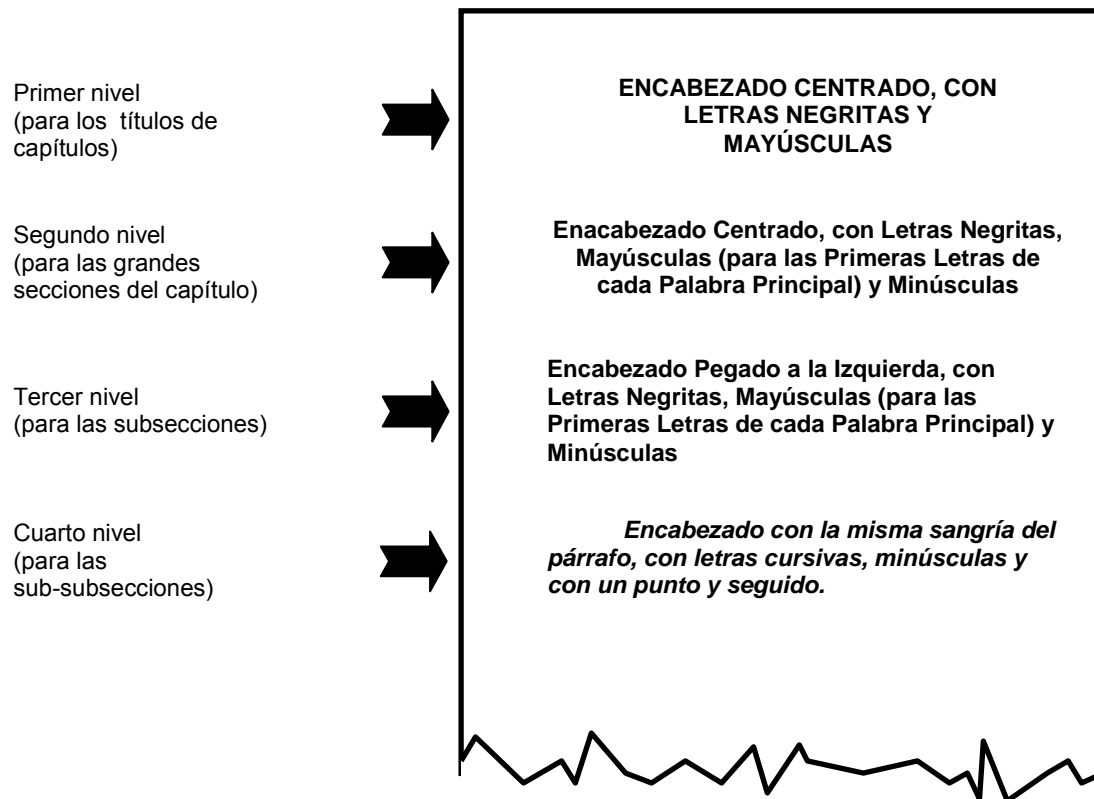 Primer nivel
(para los títulos de
capítulos)
ENCABEZADO CENTRADO, CON
LETRAS NEGRITAS Y
MAYÚSCULAS
Segundo nivel
(para las grandes
secciones del capítulo)
Enacabezado Centrado, con Letras Negritas,
Mayúsculas (para las Primeras Letras de
cada Palabra Principal) y Minúsculas
Tercer nivel
(para las subsecciones)
Encabezado Pegado a la Izquierda, con
Letras Negritas, Mayúsculas (para las
Primeras Letras de cada Palabra Principal) y
Minúsculas
Cuarto nivel
(para las
sub-subsecciones)
Encabezado con la misma sangría del
párrafo, con letras cursivas, minúsculas y
con un punto y seguido.